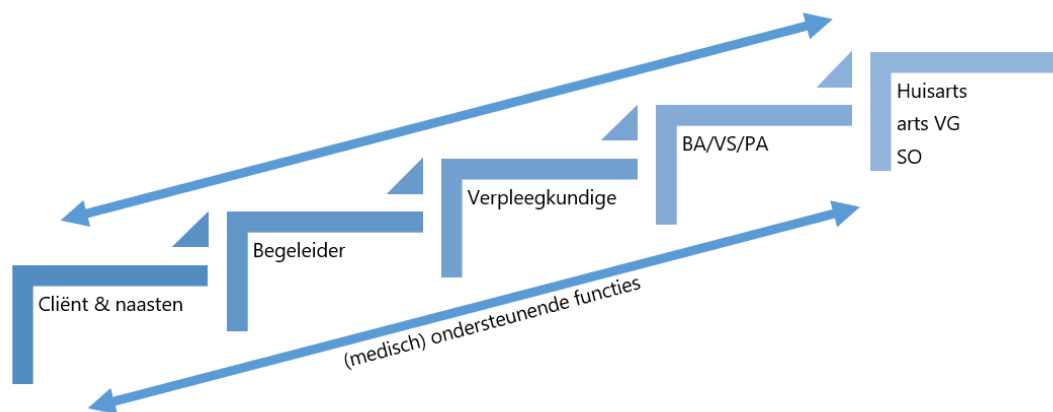 Cliënt & naasten
Begeleider
Verpleegkundige
BA/VS/PA
Huisarts
arts VG
SO
(medisch) ondersteunende functies